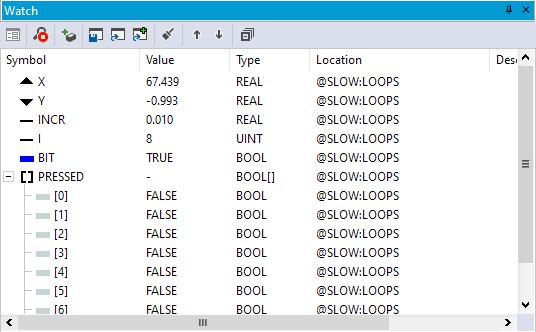 Watch
Symbol Value Type Location Desc
X 67.439 REAL @SLOW:LOOPS
Y -0.993 REAL @SLOW:LOOPS
INCR 0.010 REAL @SLOW:LOOPS
I 8 UINT @SLOW:LOOPS
BIT TRUE BOOL @SLOW:LOOPS
PRESSED - BOOL[] @SLOW:LOOPS
[0] FALSE BOOL @SLOW:LOOPS
[1] FALSE BOOL @SLOW:LOOPS
[2] FALSE BOOL @SLOW:LOOPS
[3] FALSE BOOL @SLOW:LOOPS
[4] FALSE BOOL @SLOW:LOOPS
[5] FALSE BOOL @SLOW:LOOPS
[6] FALSE BOOL @SLOW:LOOPS